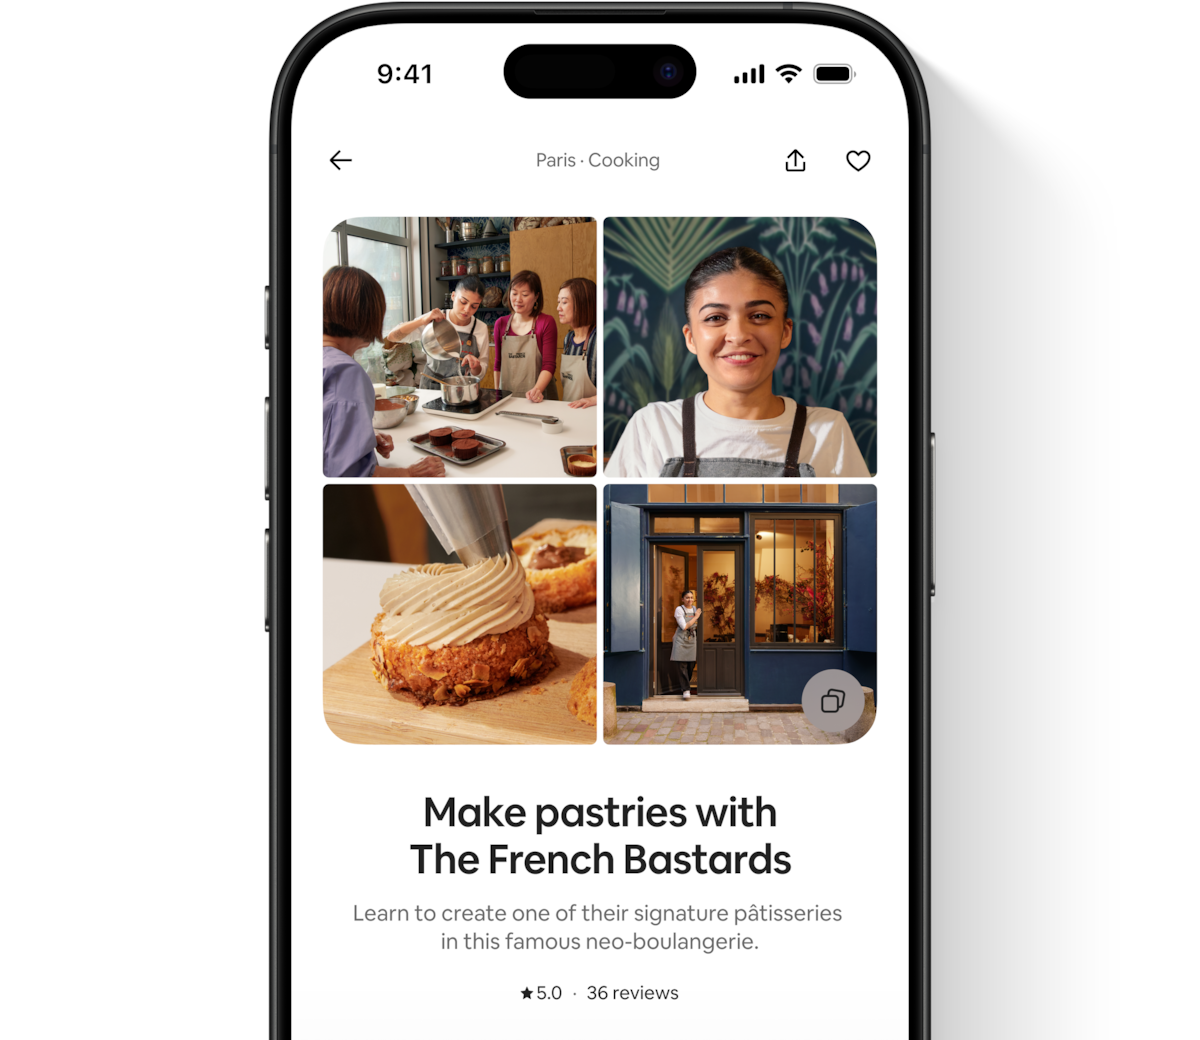 9:41
Paris · Cooking
Make pastries with
The French Bastards
Learn to create one of their signature pâtisseries
in this famous neo-boulangerie.
★5.0 · 36 reviews